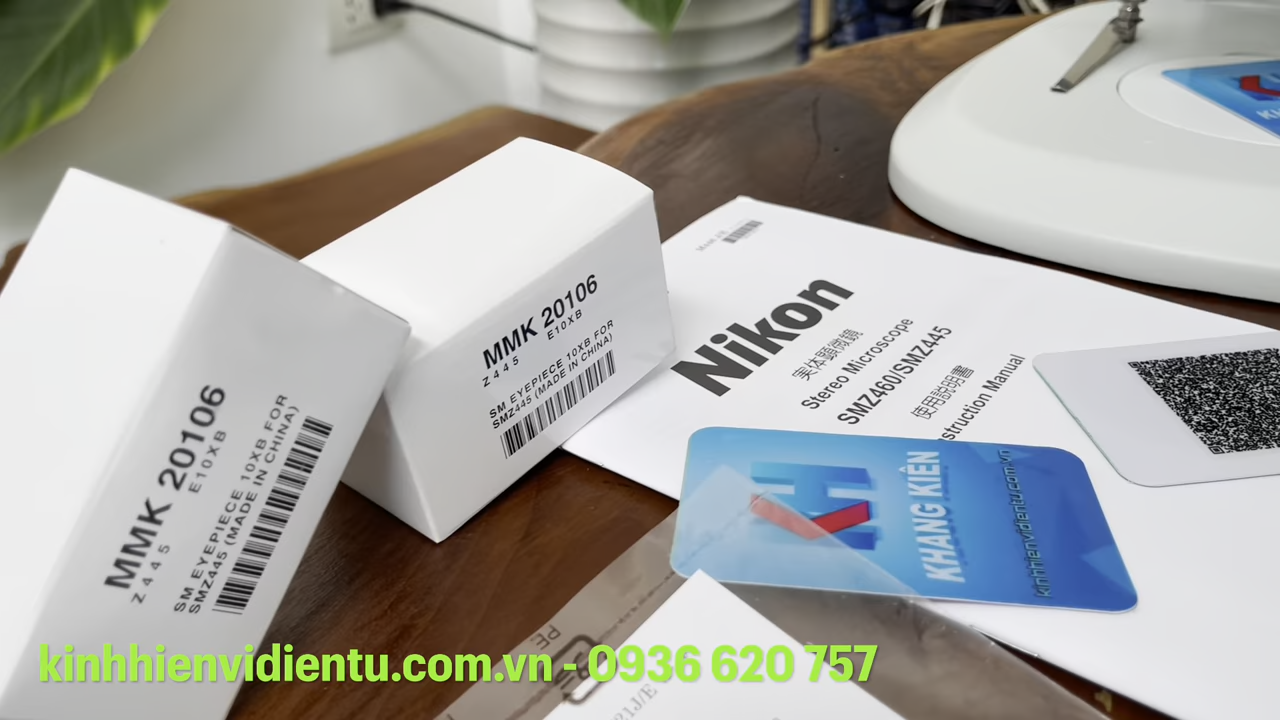 MMK 20106
Z445 E10XB
SM EYEPIECE 10XB FOR
SMZ445 (MADE IN CHINA)
MMK 20106
Z445 E10XB
SM EYEPIECE 10XB FOR
SMZ445 (MADE IN CHINA)
Nikon
実体顕微鏡
Stereo Microscope
SMZ460/SMZ445
使用説明書
Manual
KH
KHANG KIÊN
kinhhienvidientu.com.vn
PE
kinhhienvidientu.com.vn - 0936 620 757